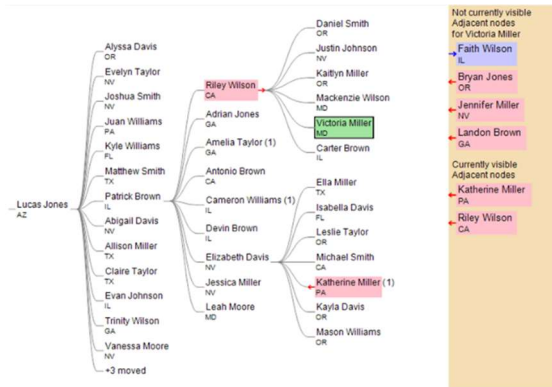 Lucas Jones
AZ
Alyssa Davis
OR
Evelyn Taylor
NV
Joshua Smith
NV
Juan Williams
PA
Kyle Williams
FL
Matthew Smith
TX
Patrick Brown
IL
Abigail Davis
NV
Allison Miller
TX
Claire Taylor
TX
Evan Johnson
IL
Trinity Wilson
GA
Vanessa Moore
NV
+3 moved
Riley Wilson
CA
Adrian Jones
GA
Amelia Taylor (1)
GA
Antonio Brown
CA
Cameron Williams (1)
IL
Devin Brown
IL
Elizabeth Davis
NV
Jessica Miller
NV
Leah Moore
MD
Daniel Smith
OR
Justin Johnson
NV
Kaitlyn Miller
OR
Mackenzie Wilson
MD
Victoria Miller
MD
Carter Brown
IL
Ella Miller
TX
Isabella Davis
FL
Leslie Taylor
OR
Michael Smith
CA
Katherine Miller (1)
PA
Kayla Davis
OR
Mason Williams
OR
Not currently visible
Adjacent nodes
for Victoria Miller
Faith Wilson
IL
Bryan Jones
OR
Jennifer Miller
NV
Landon Brown
GA
Currently visible
Adjacent nodes
Katherine Miller
PA
Riley Wilson
CA